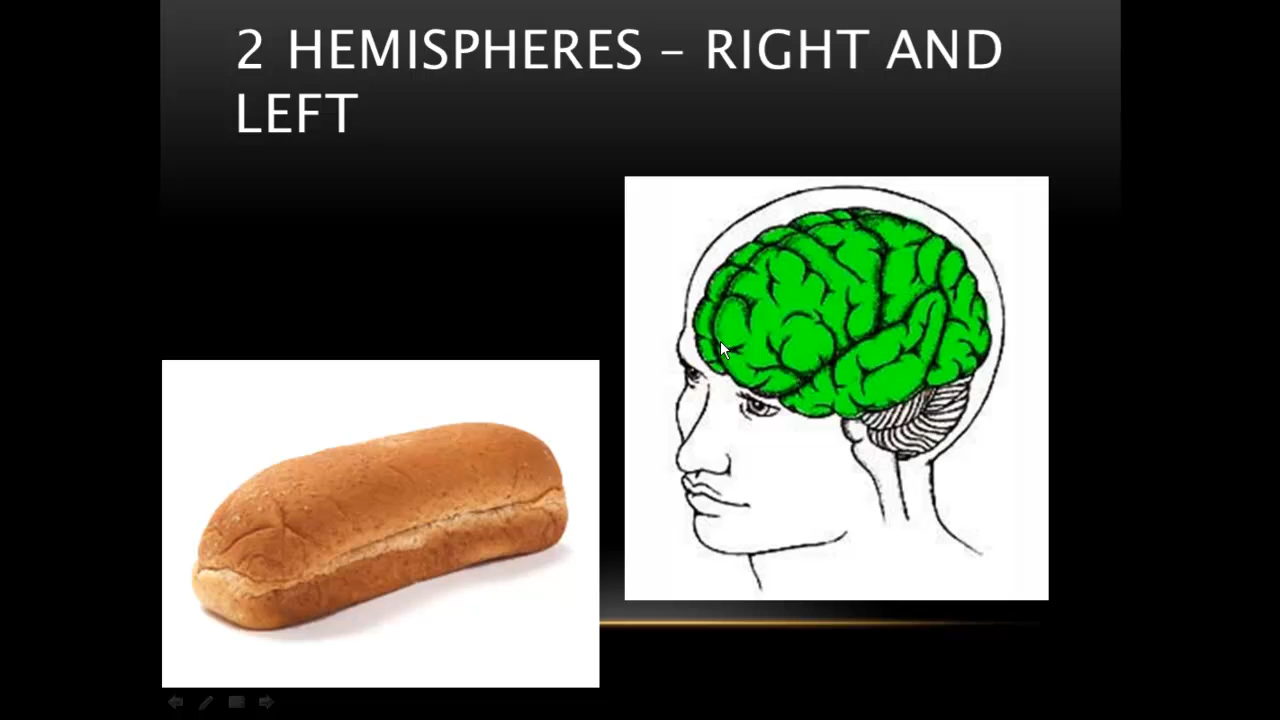 2 HEMISPHERES – RIGHT AND
LEFT